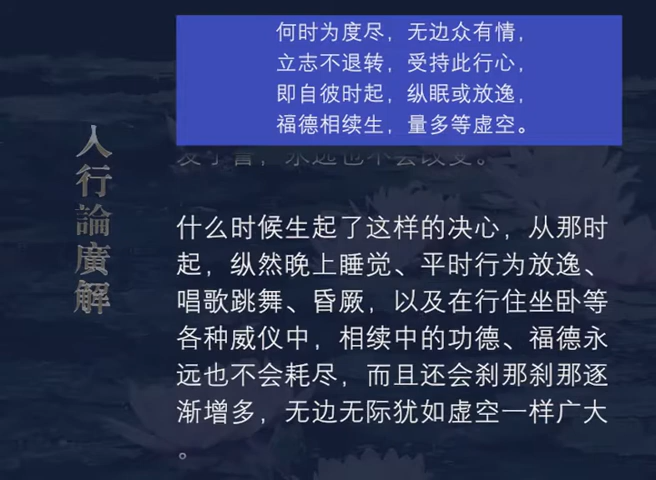 何时为度尽，无边众有情，
立志不退转，受持此行心，
即自彼时起，纵眠或放逸，
福德相续生，量多等虚空。
入行論廣解
什么时候生起了这样的决心，从那时
起，纵然晚上睡觉、平时行为放逸、
唱歌跳舞、昏厥，以及在行住坐卧等
各种威仪中，相续中的功德、福德永
远也不会耗尽，而且还会刹那刹那逐
渐增多，无边无际犹如虚空一样广大
。